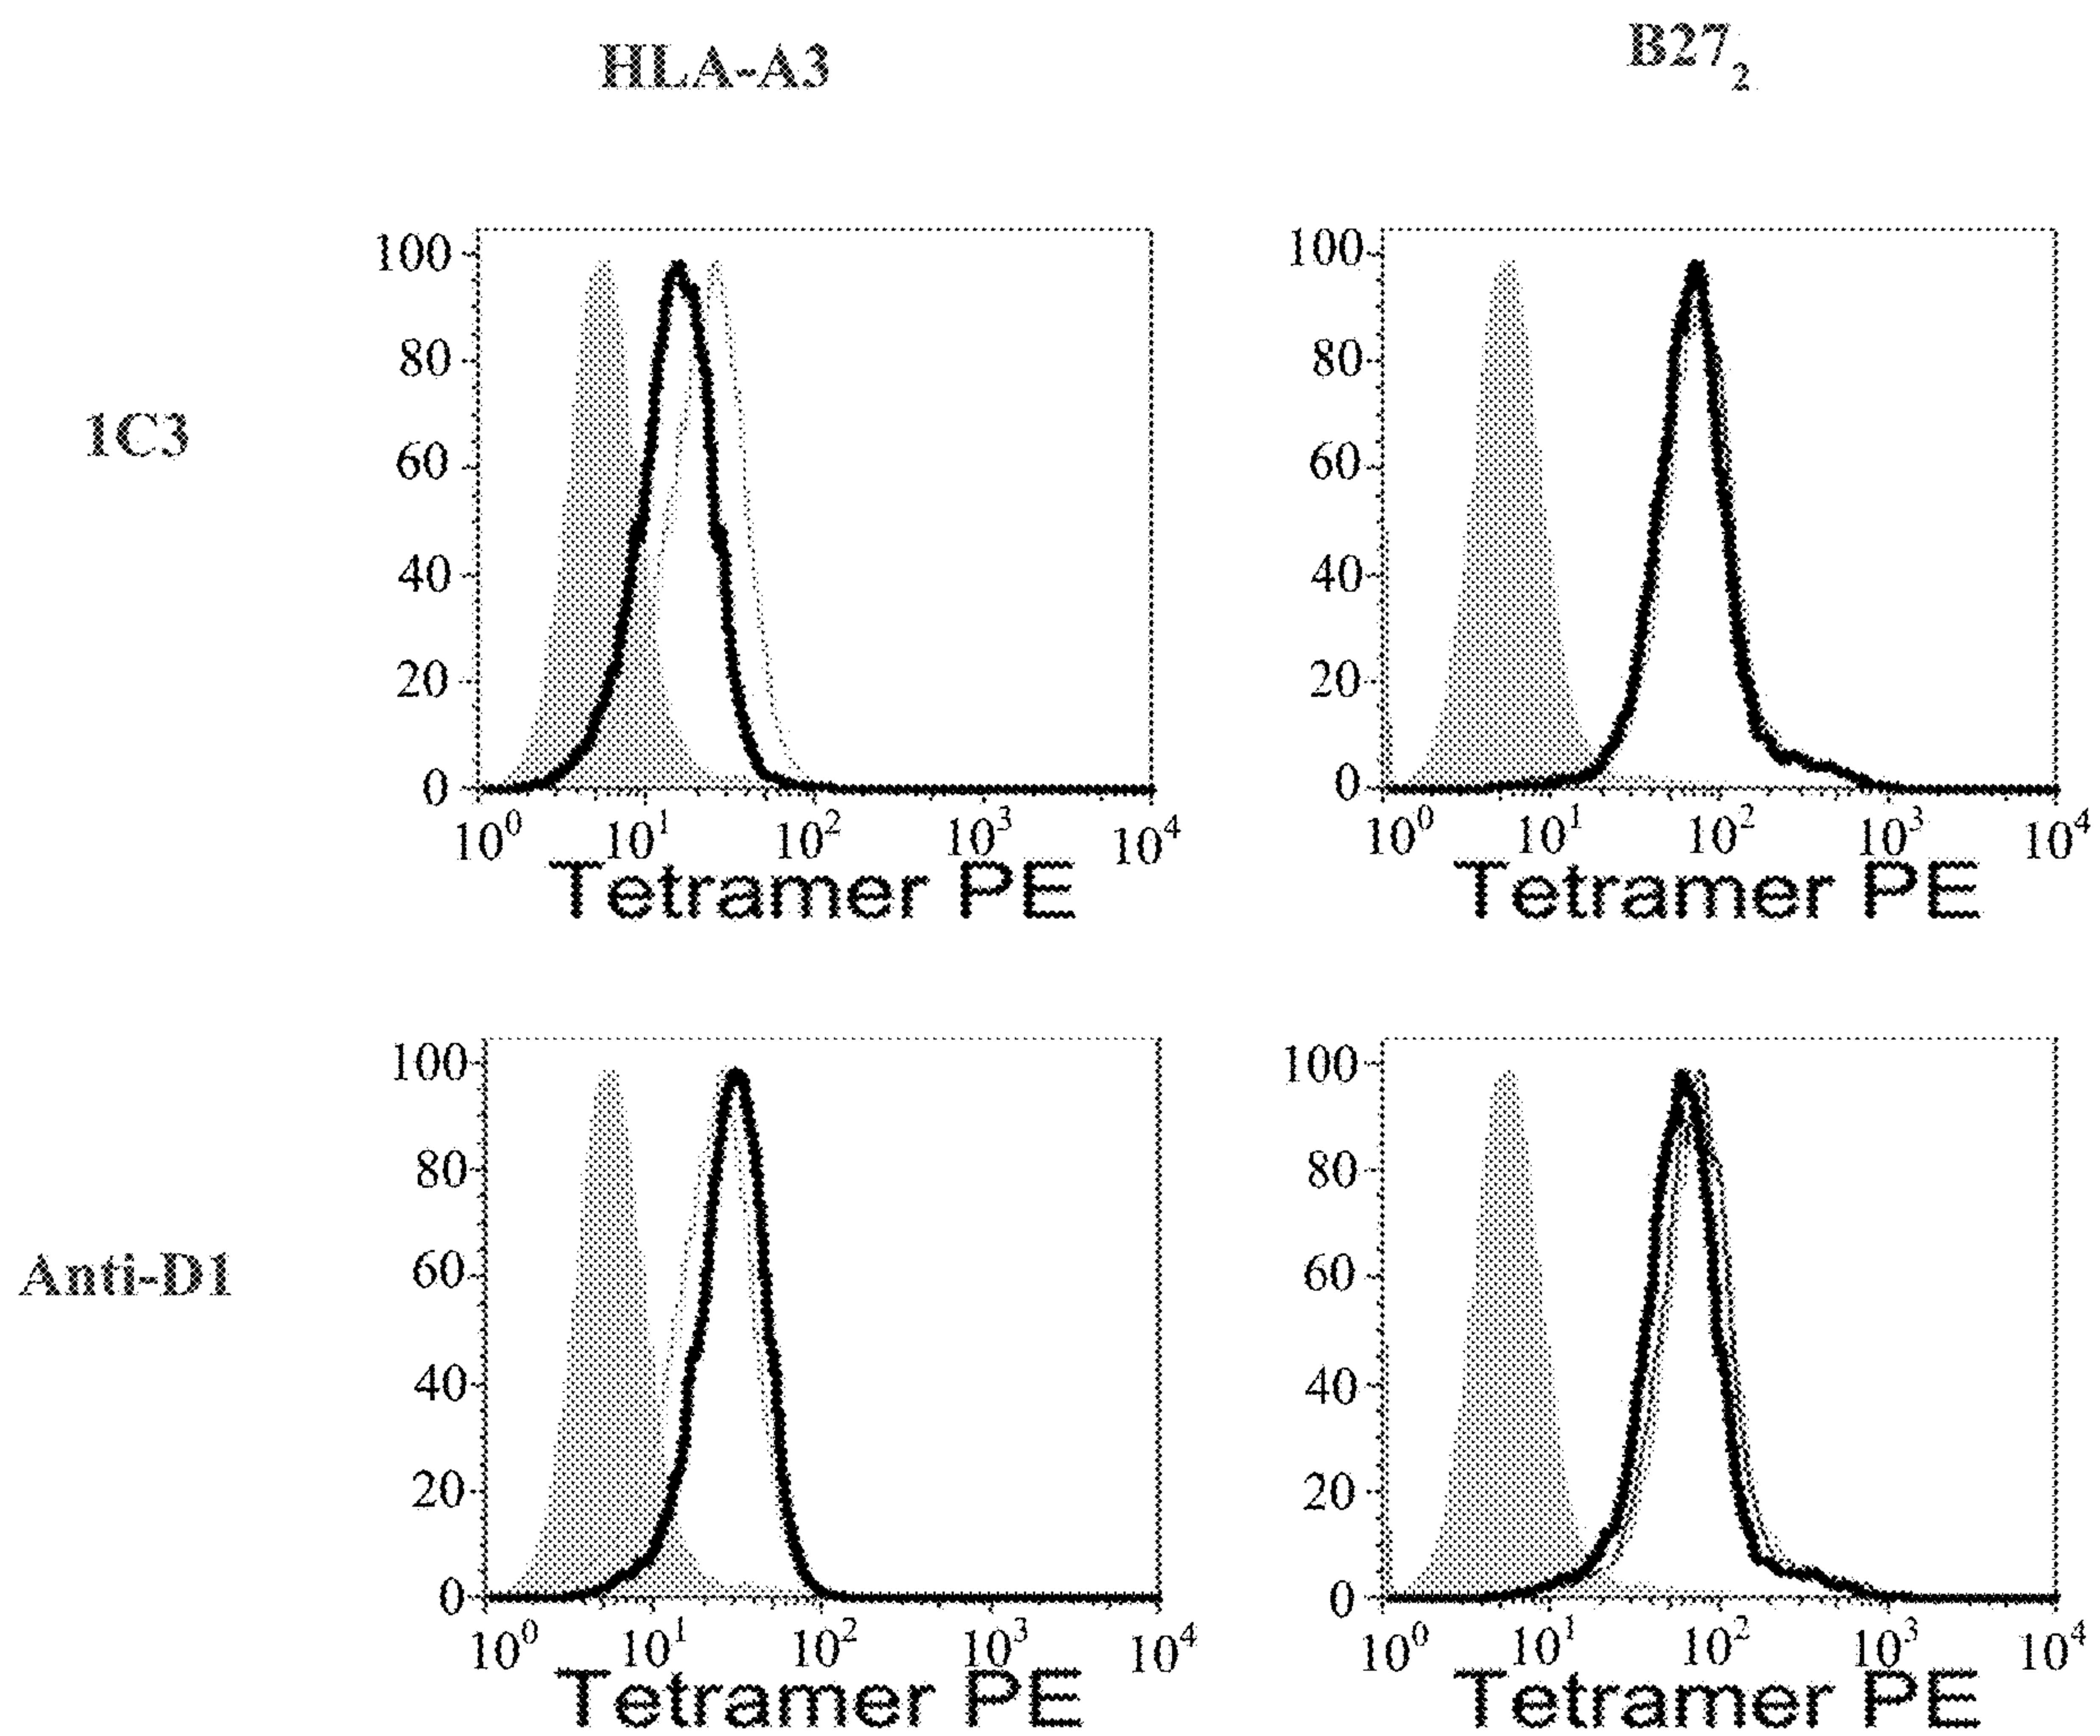 HLA-A3 B27₂
1C3
100 100
80 80
60 60
40 40
20 20
0 0
10⁰ 10¹ 10² 10³ 10⁴ 10⁰ 10¹ 10² 10³ 10⁴
Tetramer PE Tetramer PE
Anti-D1
100 100
80 80
60 60
40 40
20 20
0 0
10⁰ 10¹ 10² 10³ 10⁴ 10⁰ 10¹ 10² 10³ 10⁴
Tetramer PE Tetramer PE